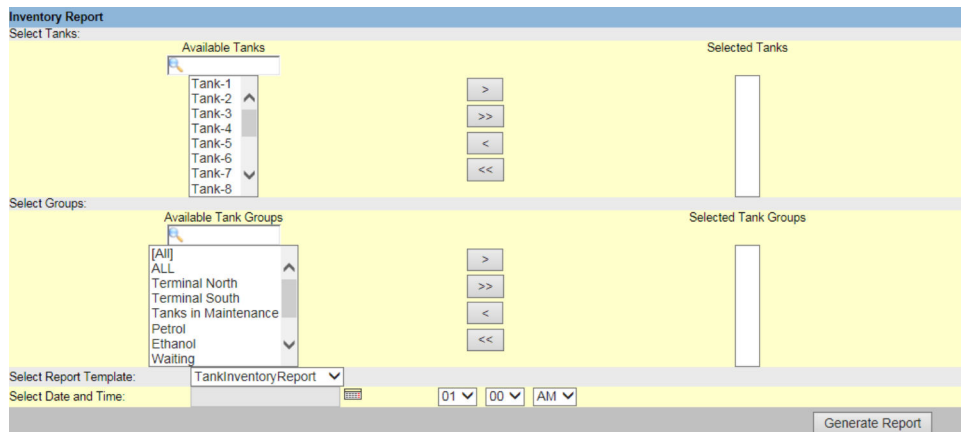 Inventory Report
Select Tanks:
Available Tanks Selected Tanks
Tank-1
Tank-2
Tank-3
Tank-4
Tank-5
Tank-6
Tank-7
Tank-8
>
>>
<
<<
Select Groups:
Available Tank Groups Selected Tank Groups
[All]
ALL
Terminal North
Terminal South
Tanks in Maintenance
Petrol
Ethanol
Waiting
>
>>
<
<<
Select Report Template: TankInventoryReport
Select Date and Time: 01 00 AM
Generate Report